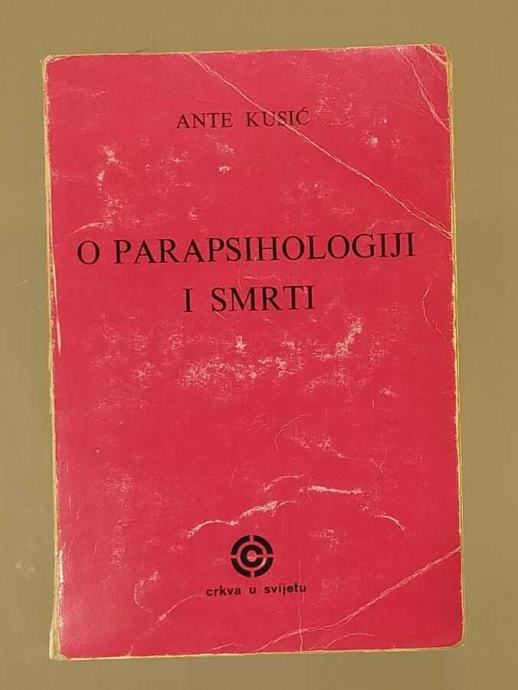 ANTE KUSIĆ
O PARAPSIHOLOGIJI
I SMRTI
crkva u svijetu